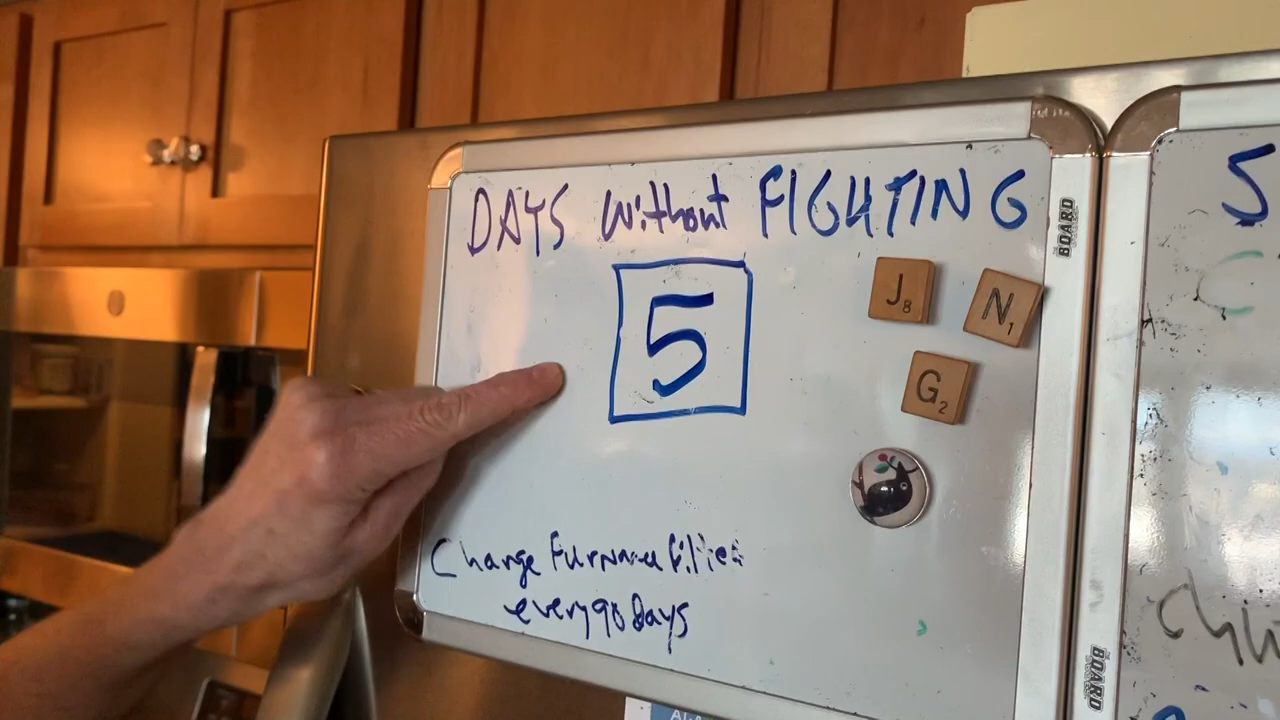 DAYS Without FIGHTING
5
J8
N1
G2
Change Furnace filter
every 90 Days
BOARD
BOARD
5